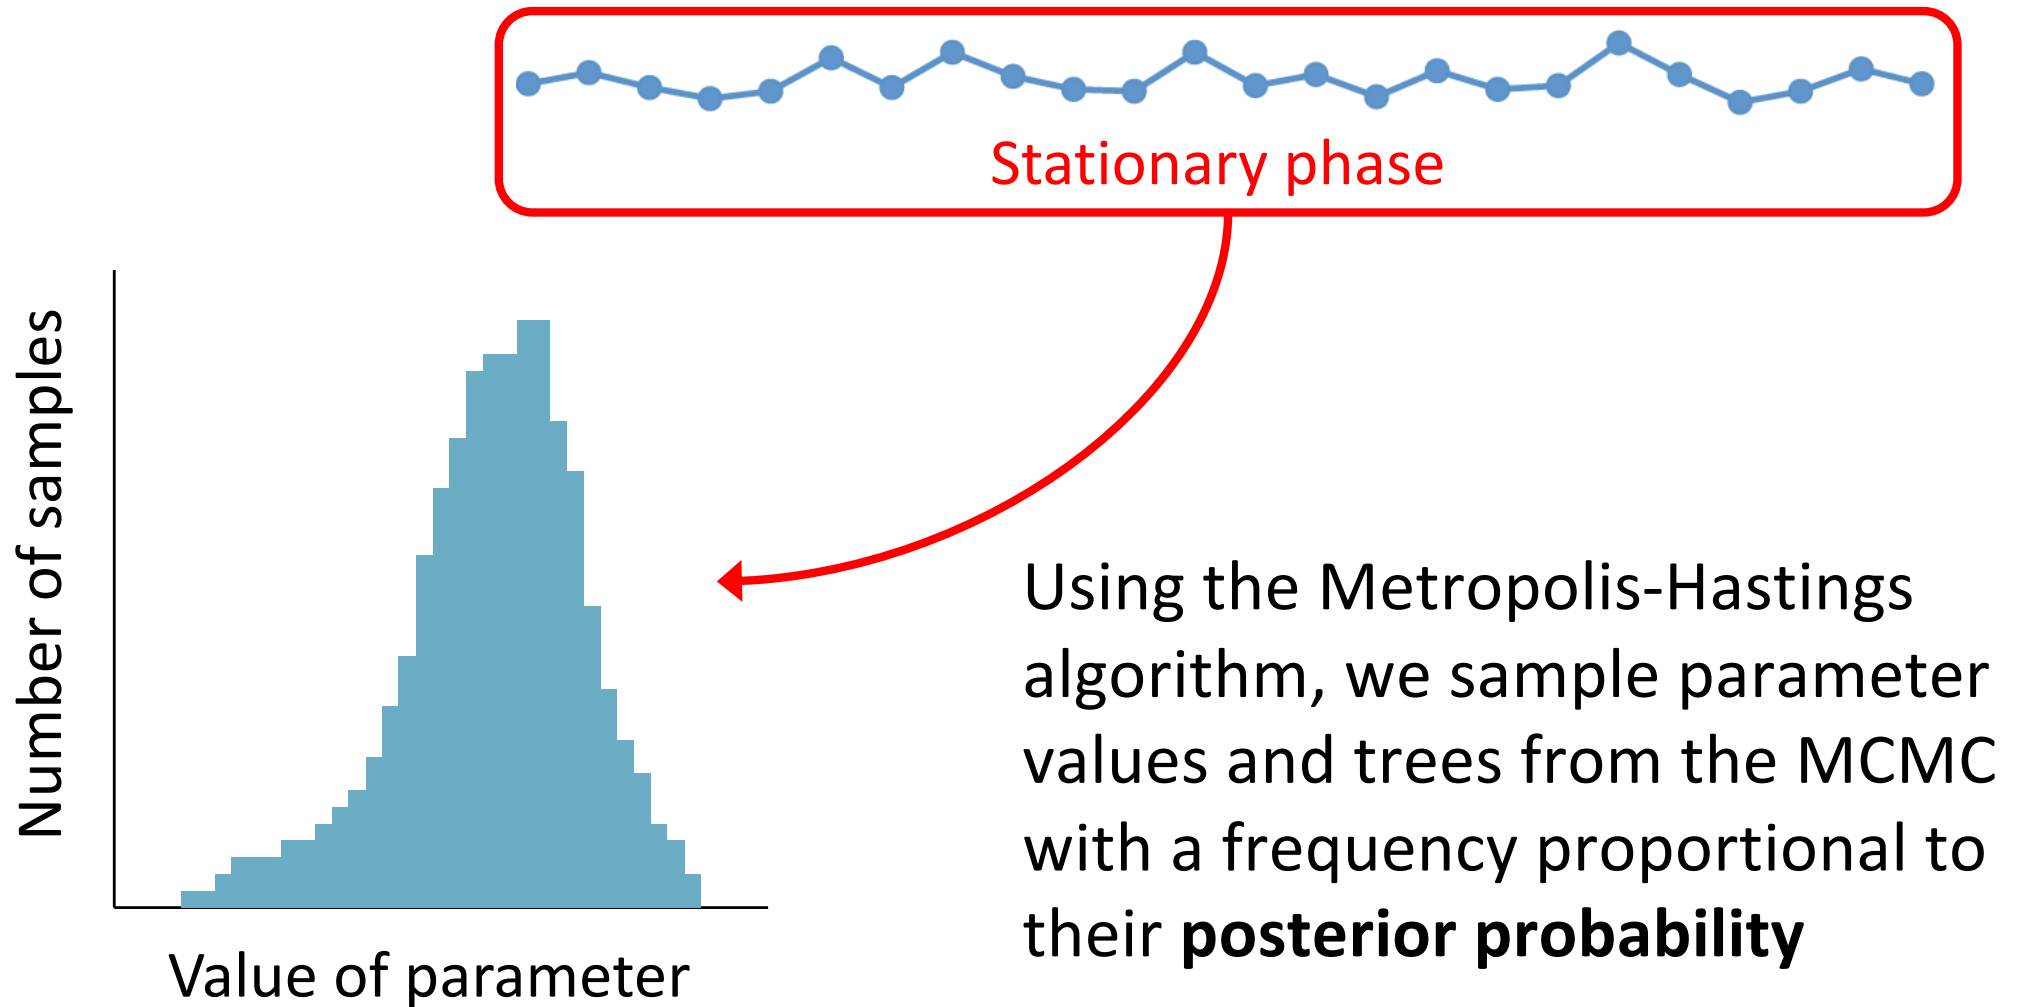 Stationary phase
Number of samples
Value of parameter
Using the Metropolis-Hastings
algorithm, we sample parameter
values and trees from the MCMC
with a frequency proportional to
their posterior probability